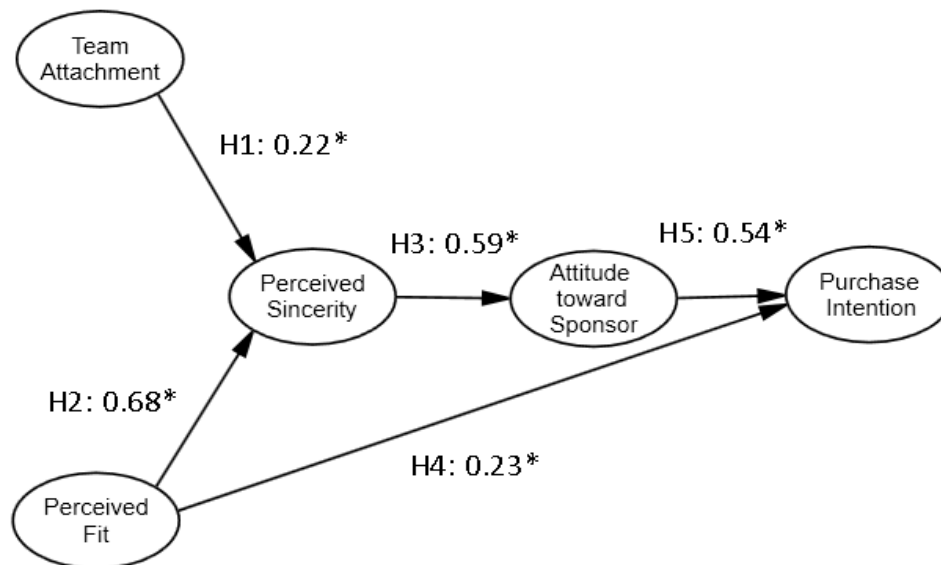 Team
Attachment
H1: 0.22*
H3: 0.59*
H5: 0.54*
Perceived
Sincerity
Attitude
toward
Sponsor
Purchase
Intention
H2: 0.68*
H4: 0.23*
Perceived
Fit